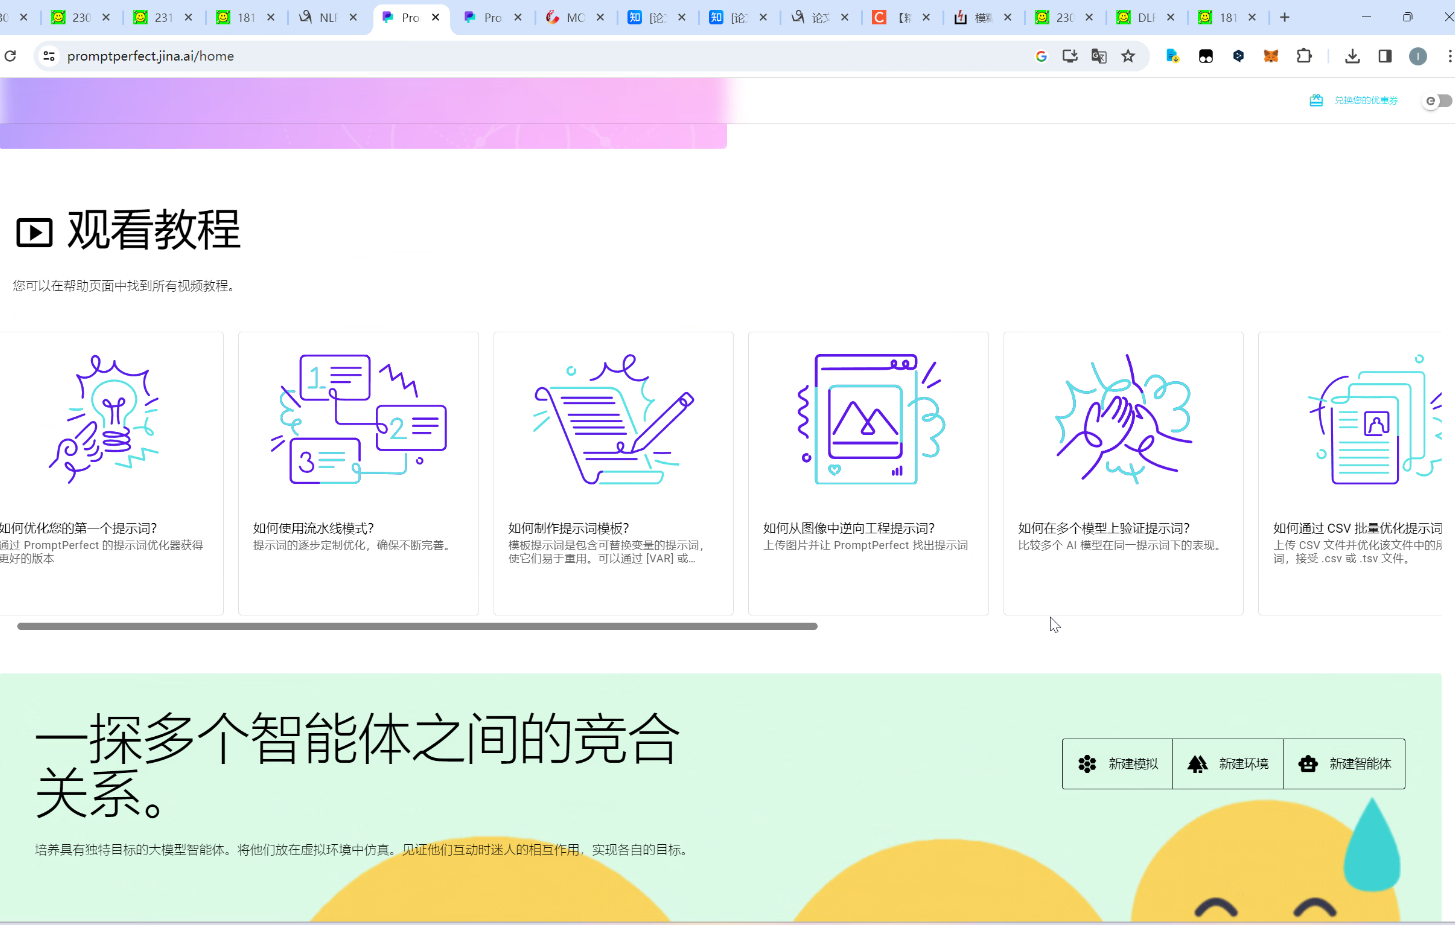 230
231
181
NLI
Pro
Pro
MC
[论
[论
论文
230
DLI
181
promptperfect.jina.ai/home
兑换您的优惠券
观看教程
您可以在帮助页面中找到所有视频教程。
如何优化您的第一个提示词?
通过 PromptPerfect 的提示词优化器获得
更好的版本
如何使用流水线模式?
提示词的逐步定制优化，确保不断完善。
如何制作提示词模板?
模板提示词是包含可替换变量的提示词，
使它们易于重用。可以通过 [VAR] 或...
如何从图像中逆向工程提示词?
上传图片并让 PromptPerfect 找出提示词
如何在多个模型上验证提示词?
比较多个 AI 模型在同一提示词下的表现。
如何通过 CSV 批量优化提示词
上传 CSV 文件并优化该文件中的
词，接受 .csv 或 .tsv 文件。
一探多个智能体之间的竞合
关系。
新建模拟
新建环境
新建智能体
培养具有独特目标的大模型智能体。将他们放在虚拟环境中仿真。见证他们互动时迷人的相互作用，实现各自的目标。